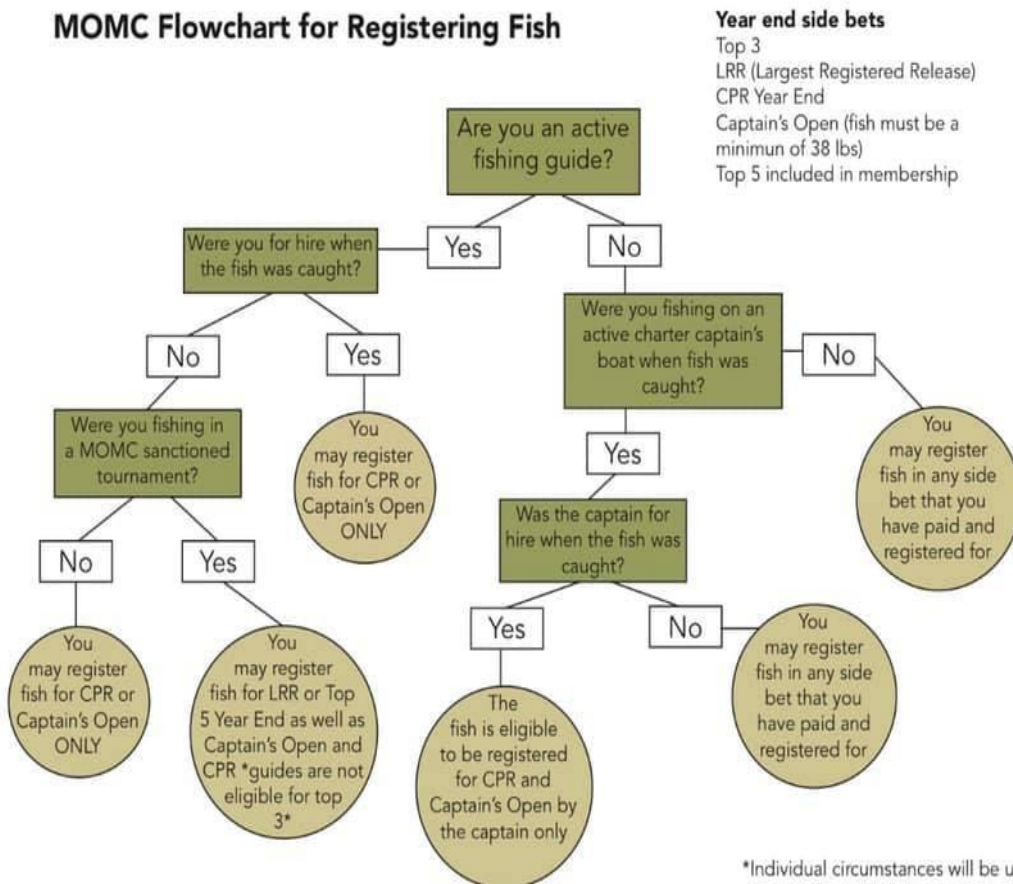 MOMC Flowchart for Registering Fish
Year end side bets
Top 3
LRR (Largest Registered Release)
CPR Year End
Captain's Open (fish must be a
minimun of 38 lbs)
Top 5 included in membership
Are you an active
fishing guide?
Yes
No
Were you for hire when
the fish was caught?
No
Yes
Were you fishing on an
active charter captain's
boat when fish was
caught?
No
Yes
Were you fishing in
a MOMC sanctioned
tournament?
You
may register
fish for CPR or
Captain's Open
ONLY
You
may register
fish in any side
bet that you
have paid and
registered for
Was the captain for
hire when the fish was
caught?
No
Yes
Yes
No
You
may register
fish for CPR or
Captain's Open
ONLY
You
may register
fish for LRR or Top
5 Year End as well as
Captain's Open and
CPR *guides are not
eligible for top
3*
The
fish is eligible
to be registered
for CPR and
Captain's Open by
the captain only
You
may register
fish in any side
bet that you
have paid and
registered for
*Individual circumstances will be u